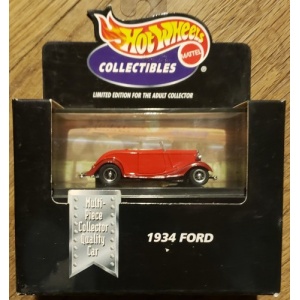 Hot Wheels
MATTEL
COLLECTIBLES
LIMITED EDITION FOR THE ADULT COLLECTOR
Multi-
Piece
Collector
Quality
Car
1934 FORD